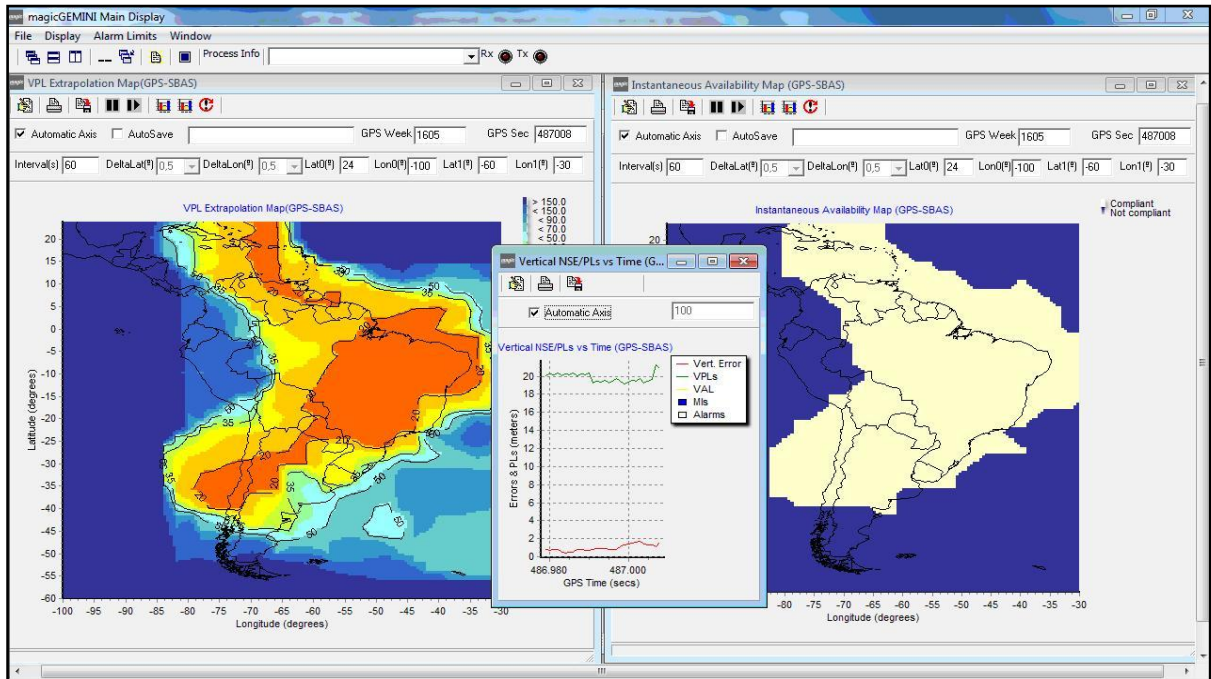 magicGEMINI Main Display
File Display Alarm Limits Window
Process Info Rx Tx
VPL Extrapolation Map(GPS-SBAS)
Automatic Axis AutoSave GPS Week 1605 GPS Sec 487008
Interval(s) 60 DeltaLat(º) 0,5 DeltaLon(º) 0,5 Lat0(º) 24 Lon0(º) -100 Lat1(º) -60 Lon1(º) -30
VPL Extrapolation Map(GPS-SBAS)
> 150.0
< 150.0
< 90.0
< 70.0
< 50.0
20
15
10
5
0
-5
-10
-15
-20
-25
-30
-35
-40
-45
-50
-55
-60
Latitude (degrees)
-100 -95 -90 -85 -80 -75 -70 -65 -60 -55 -50 -45 -40 -35 -30
Longitude (degrees)
Vertical NSE/PLs vs Time (G...
Automatic Axis 100
Vertical NSE/PLs vs Time (GPS-SBAS)
Vert. Error
VPLs
VAL
MIs
Alarms
20
18
16
14
12
10
8
6
4
2
0
Errors & PLs (meters)
486.980 487.000
GPS Time (secs)
Instantaneous Availability Map (GPS-SBAS)
Automatic Axis AutoSave GPS Week 1605 GPS Sec 487008
Interval(s) 60 DeltaLat(º) 0,5 DeltaLon(º) 0,5 Lat0(º) 24 Lon0(º) -100 Lat1(º) -60 Lon1(º) -30
Instantaneous Availability Map (GPS-SBAS)
Compliant
Not compliant
20
-80 -75 -70 -65 -60 -55 -50 -45 -40 -35 -30
Longitude (degrees)